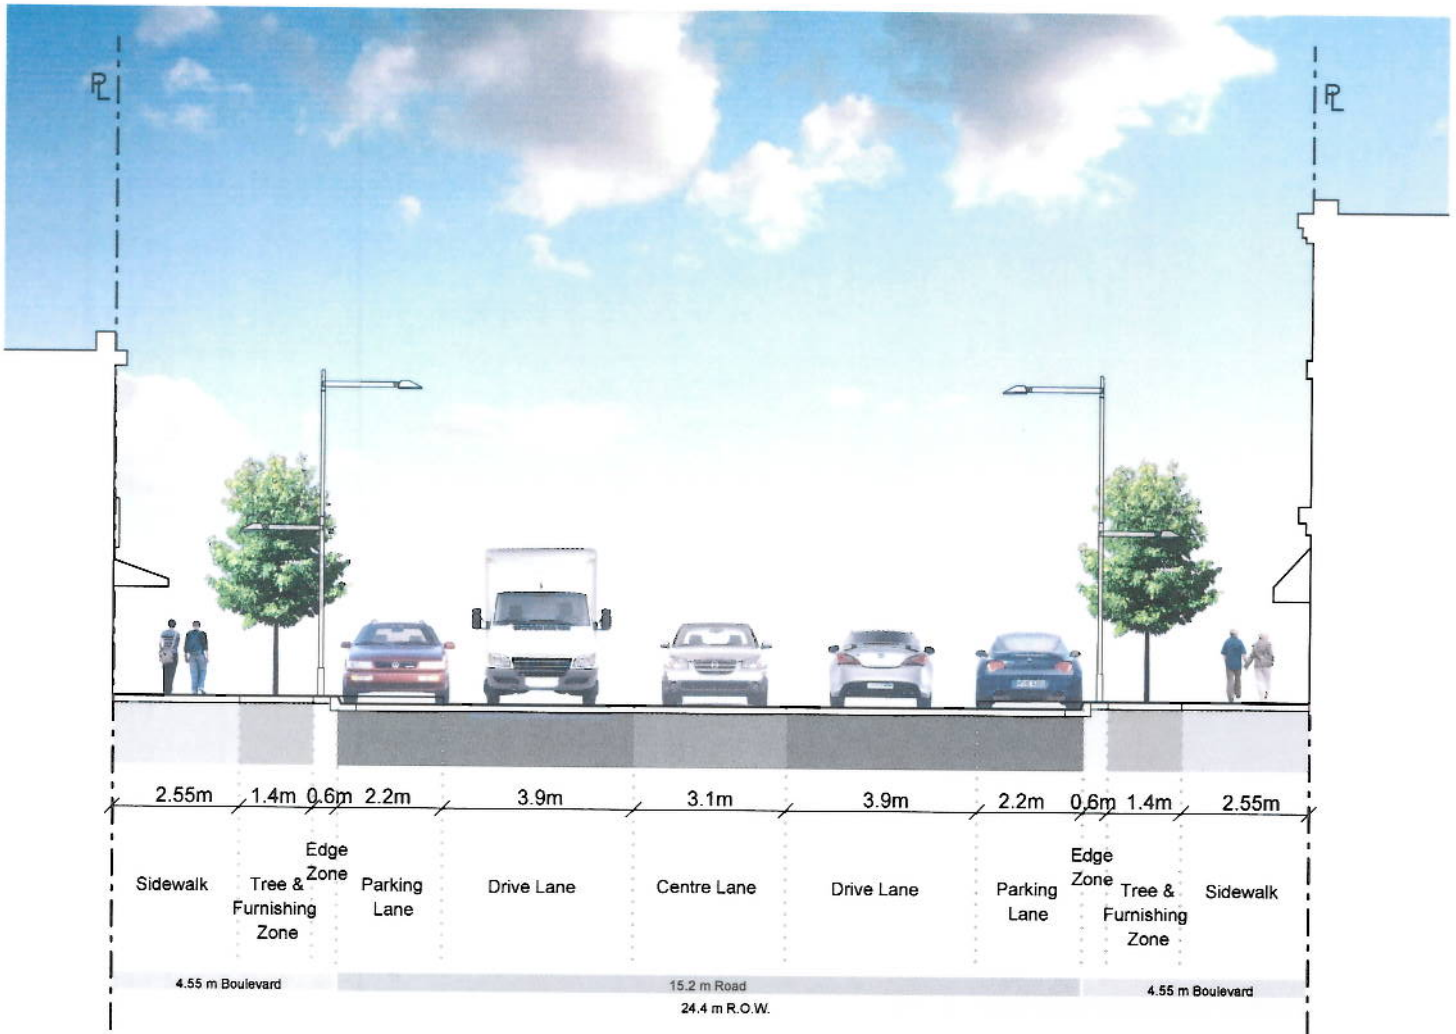 PL
PL
2.55m 1.4m 0.6m 2.2m 3.9m 3.1m 3.9m 2.2m 0.6m 1.4m 2.55m
Sidewalk
Tree &
Furnishing
Zone
Edge
Zone
Parking
Lane
Drive Lane
Centre Lane
Drive Lane
Parking
Lane
Edge
Zone
Tree &
Furnishing
Zone
Sidewalk
4.55 m Boulevard
15.2 m Road
4.55 m Boulevard
24.4 m R.O.W.